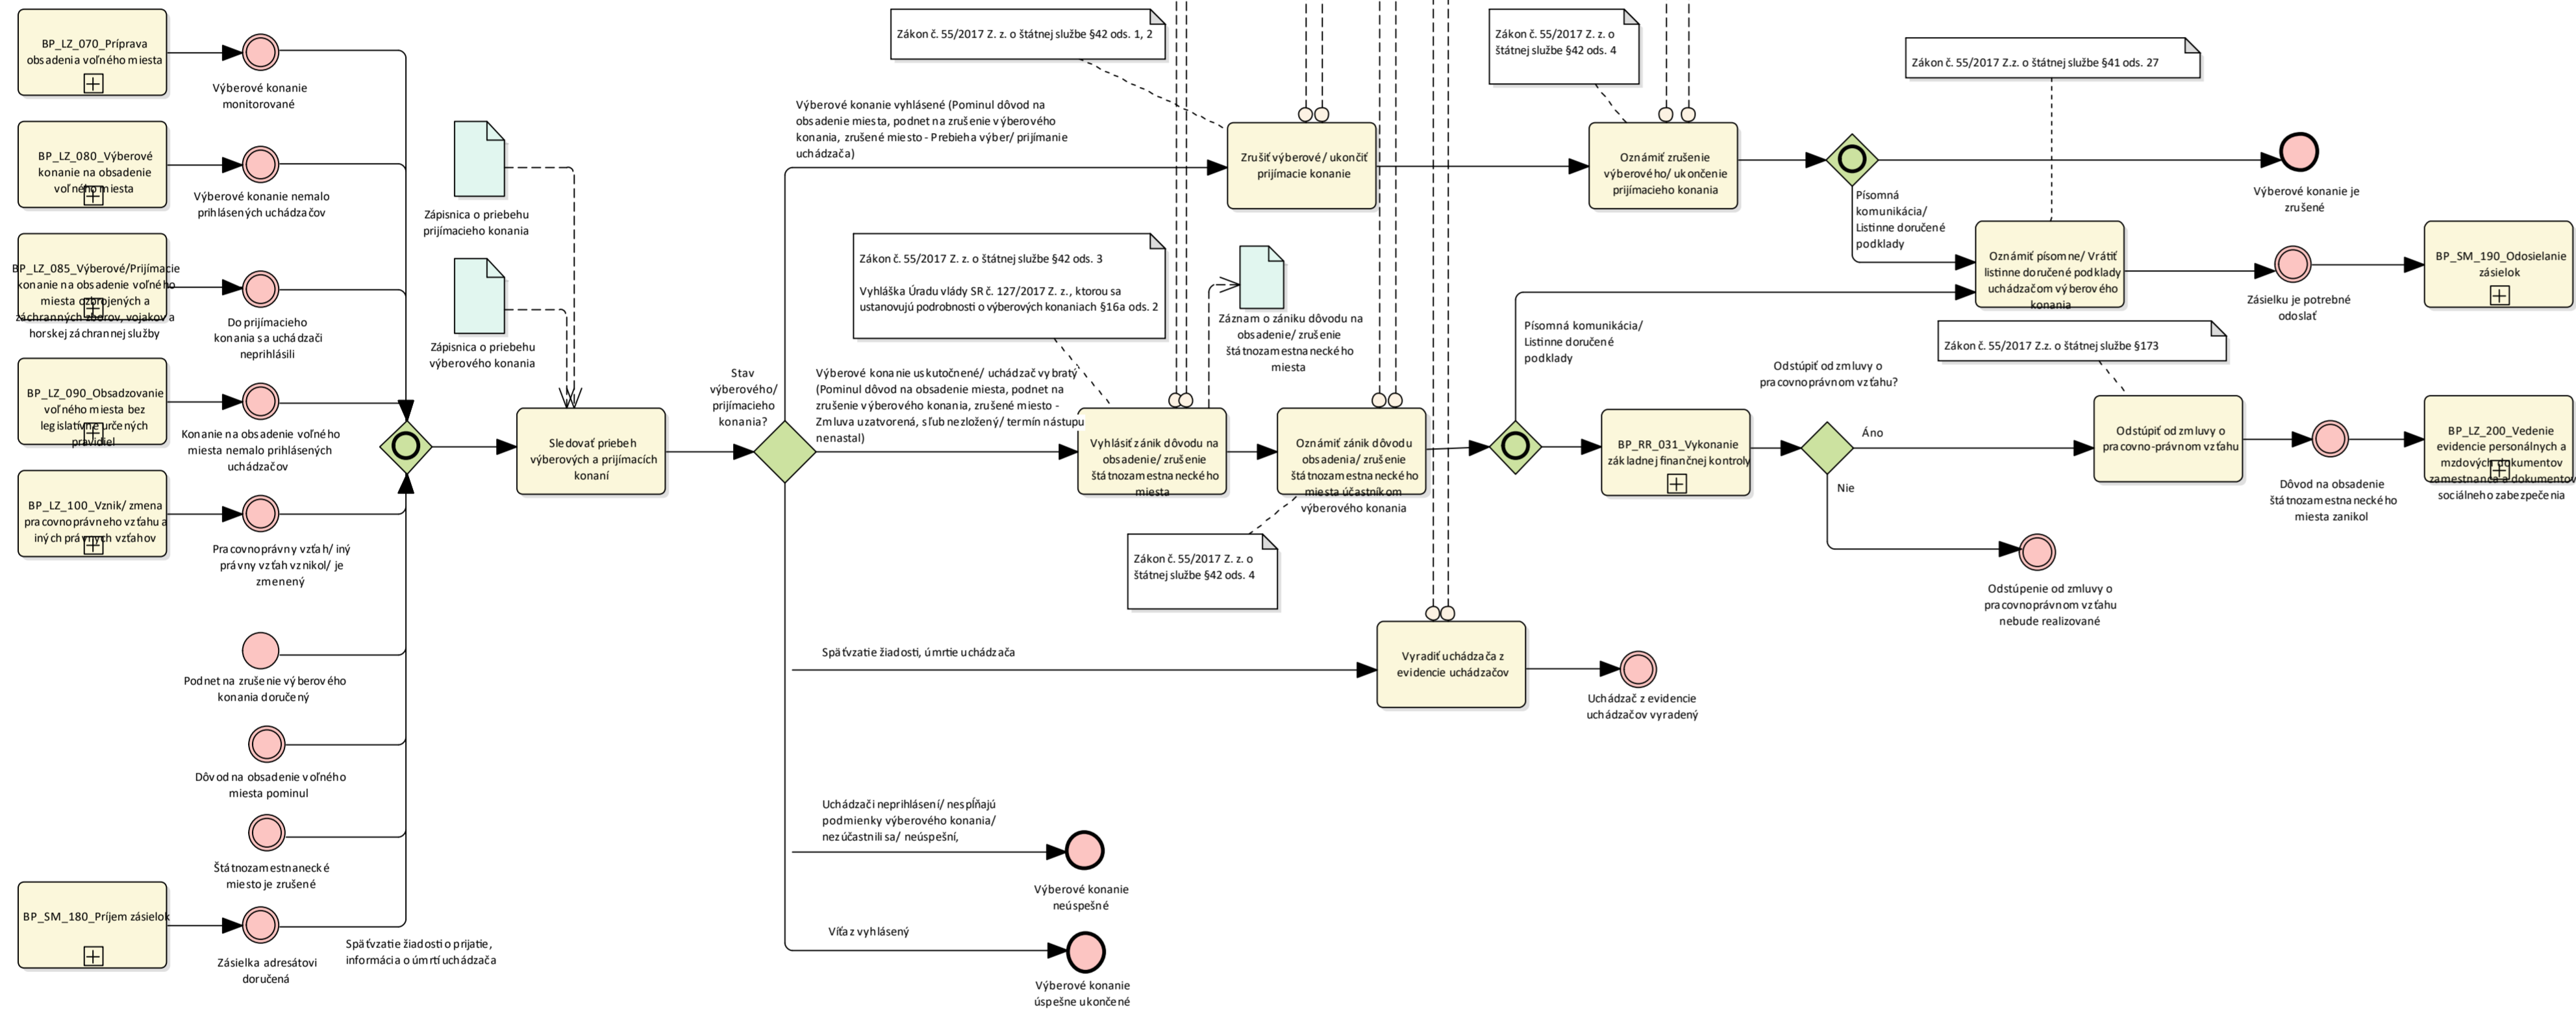 BP_LZ_070_Príprava
obsadenia voľného miesta
Výberové konanie
monitorované
BP_LZ_080_Výberové
konanie na obsadenie
voľného miesta
Výberové konanie nemalo
prihlásených uchádzačov
BP_LZ_085_Výberové/Prijímacie
konanie na obsadenie voľného
miesta ozbrojených a
záchranných zborov, vojakov a
horskej záchrannej služby
Do prijímacieho
konania sa uchádzači
neprihlásili
BP_LZ_090_Obsadzovanie
voľného miesta bez
legislatívne určených
pravidiel
Konanie na obsadenie voľného
miesta nemalo prihlásených
uchádzačov
BP_LZ_100_Vznik/ zmena
pracovnoprávneho vzťahu a
iných právnych vzťahov
Pracovnoprávny vzťah/ iný
právny vzťah vznikol/ je
zmenený
Podnet na zrušenie výberového
konania doručený
Dôvod na obsadenie voľného
miesta pominul
Štátnozamestnanecké
miesto je zrušené
BP_SM_180_Príjem zásielok
Zásielka adresátovi
doručená
Späťvzatie žiadosti o prijatie,
informácia o úmrtí uchádzača
Zápisnica o priebehu
prijímacieho konania
Zápisnica o priebehu
výberového konania
Sledovať priebeh
výberových a prijímacích
konaní
Stav
výberového/
prijímacieho
konania?
Zákon č. 55/2017 Z. z. o štátnej službe §42 ods. 1, 2
Výberové konanie vyhlásené (Pominul dôvod na
obsadenie miesta, podnet na zrušenie výberového
konania, zrušené miesto - Prebieha výber/ prijímanie
uchádzača)
Zrušiť výberové/ ukončiť
prijímacie konanie
Zákon č. 55/2017 Z. z. o
štátnej službe §42 ods. 4
Oznámiť zrušenie
výberového/ ukončenie
prijímacieho konania
Zákon č. 55/2017 Z.z. o štátnej službe §41 ods. 27
Písomná
komunikácia/
Listinne doručené
podklady
Výberové konanie je
zrušené
Oznámiť písomne/ Vrátiť
listinne doručené podklady
uchádzačom výberového
konania
Zásielku je potrebné
odoslať
BP_SM_190_Odosielanie
zásielok
Zákon č. 55/2017 Z. z. o štátnej službe §42 ods. 3
Vyhláška Úradu vlády SR č. 127/2017 Z. z., ktorou sa
ustanovujú podrobnosti o výberových konaniach §16a ods. 2
Záznam o zániku dôvodu na
obsadenie/ zrušenie
štátnozamestnaneckého
miesta
Výberové konanie uskutočnené/ uchádzač vybratý
(Pominul dôvod na obsadenie miesta, podnet na
zrušenie výberového konania, zrušené miesto -
Zmluva uzatvorená, sľub nezložený/ termín nástupu
nenastal)
Vyhlásiť zánik dôvodu na
obsadenie/ zrušenie
štátnozamestnaneckého
miesta
Oznámiť zánik dôvodu
obsadenia/ zrušenie
štátnozamestnaneckého
miesta účastníkom
výberového konania
Zákon č. 55/2017 Z. z. o
štátnej službe §42 ods. 4
Písomná komunikácia/
Listinne doručené
podklady
BP_RR_031_Vykonanie
základnej finančnej kontroly
Odstúpiť od zmluvy o
pracovnoprávnom vzťahu?
Áno
Nie
Zákon č. 55/2017 Z.z. o štátnej službe §173
Odstúpiť od zmluvy o
pracovno-právnom vzťahu
Dôvod na obsadenie
štátnozamestnaneckého
miesta zanikol
BP_LZ_200_Vedenie
evidencie personálnych a
mzdových dokumentov
zamestnanca a dokumentov
sociálneho zabezpečenia
Odstúpenie od zmluvy o
pracovnoprávnom vzťahu
nebude realizované
Späťvzatie žiadosti, úmrtie uchádzača
Vyradiť uchádzača z
evidencie uchádzačov
Uchádzač z evidencie
uchádzačov vyradený
Uchádzači neprihlásení/ nespĺňajú
podmienky výberového konania/
nezúčastnili sa/ neúspešní,
Výberové konanie
neúspešné
Víťaz vyhlásený
Výberové konanie
úspešne ukončené